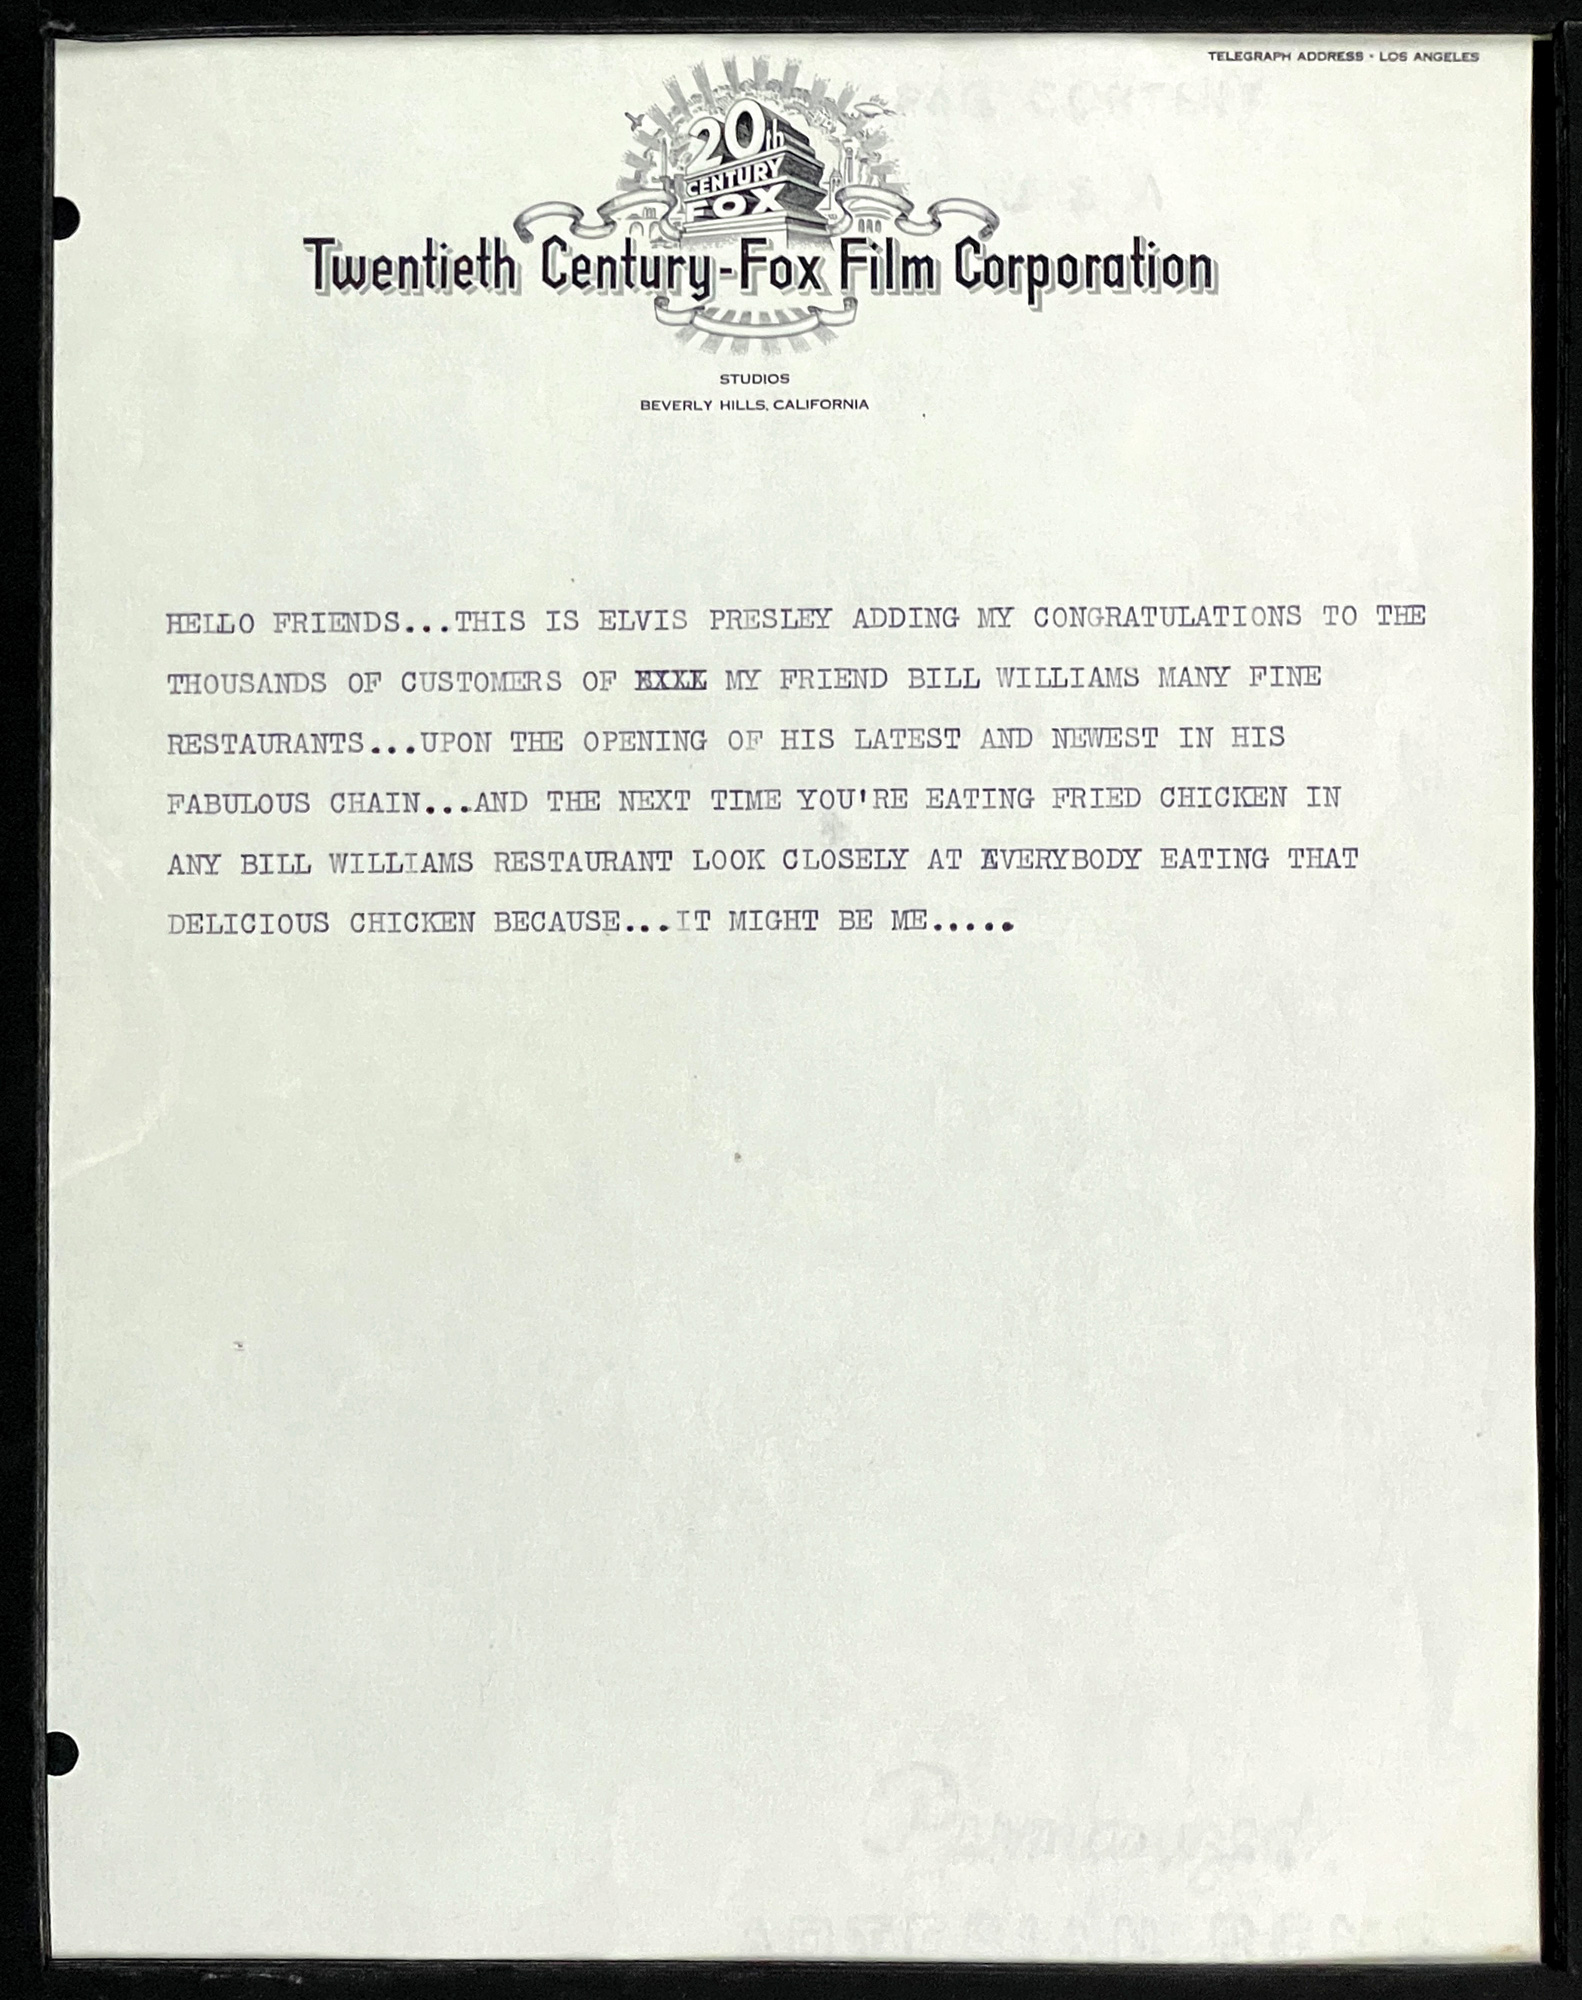 TELEGRAPH ADDRESS • LOS ANGELES
20th
CENTURY
FOX
Twentieth Century-Fox Film Corporation
STUDIOS
BEVERLY HILLS, CALIFORNIA
HELLO FRIENDS...THIS IS ELVIS PRESLEY ADDING MY CONGRATULATIONS TO THE
THOUSANDS OF CUSTOMERS OF MY FRIEND BILL WILLIAMS MANY FINE
RESTAURANTS...UPON THE OPENING OF HIS LATEST AND NEWEST IN HIS
FABULOUS CHAIN...AND THE NEXT TIME YOU'RE EATING FRIED CHICKEN IN
ANY BILL WILLIAMS RESTAURANT LOOK CLOSELY AT EVERYBODY EATING THAT
DELICIOUS CHICKEN BECAUSE...IT MIGHT BE ME.....